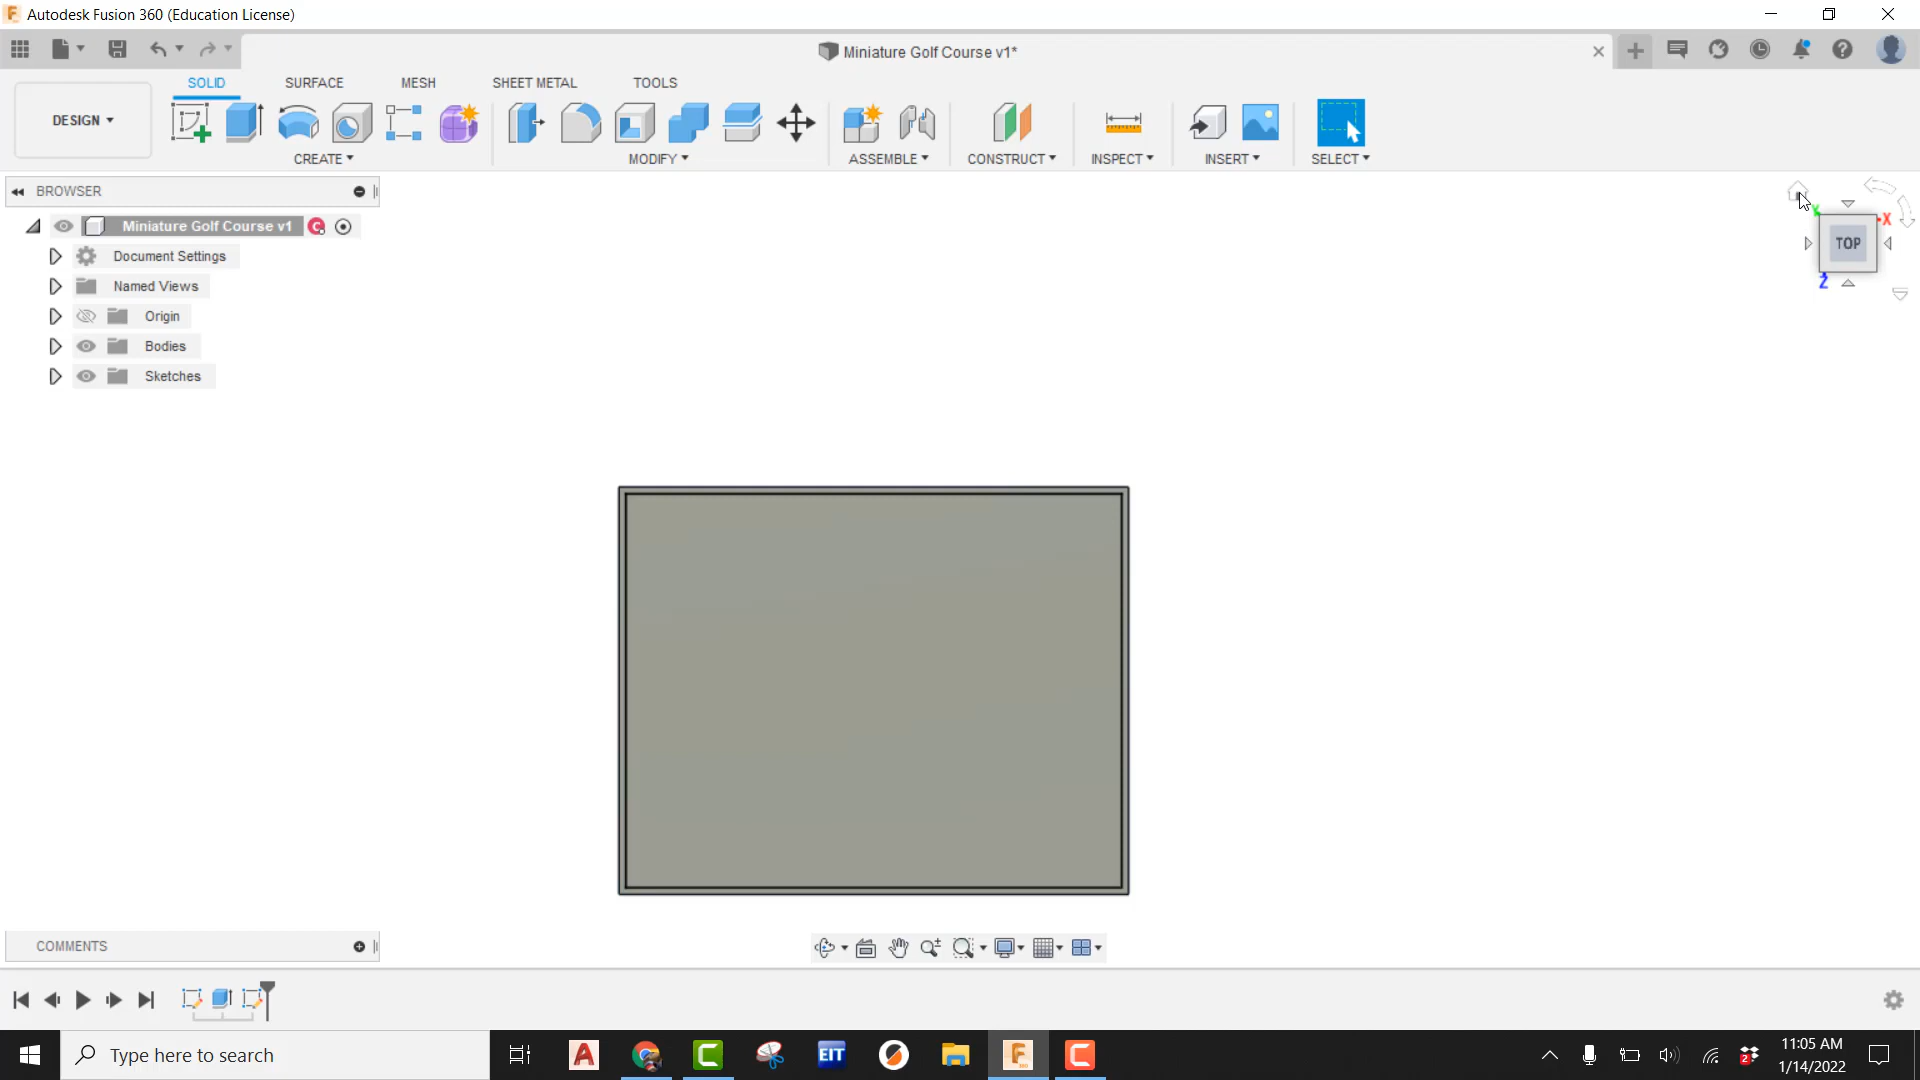 Autodesk Fusion 360 (Education License)
Miniature Golf Course v1*
SOLID SURFACE MESH SHEET METAL TOOLS
DESIGN
CREATE MODIFY ASSEMBLE CONSTRUCT INSPECT INSERT SELECT
BROWSER
Miniature Golf Course v1
Document Settings
Named Views
Origin
Bodies
Sketches
X
TOP
Z
COMMENTS
Type here to search
EIT
11:05 AM
1/14/2022